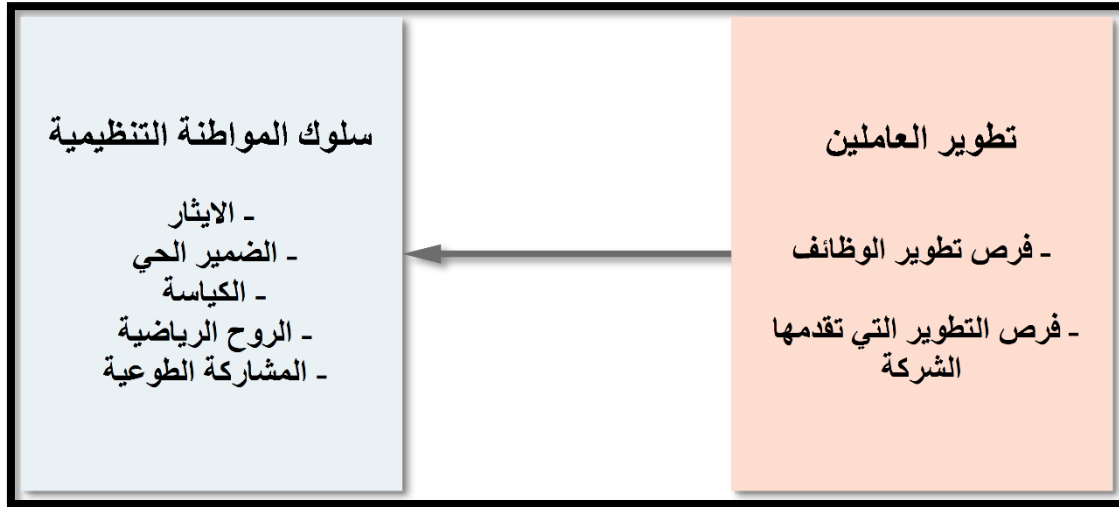 تطوير العاملين
- فرص تطوير الوظائف
- فرص التطوير التي تقدمها
الشركة
سلوك المواطنة التنظيمية
- الايثار
- الضمير الحي
- الكياسة
- الروح الرياضية
- المشاركة الطوعية